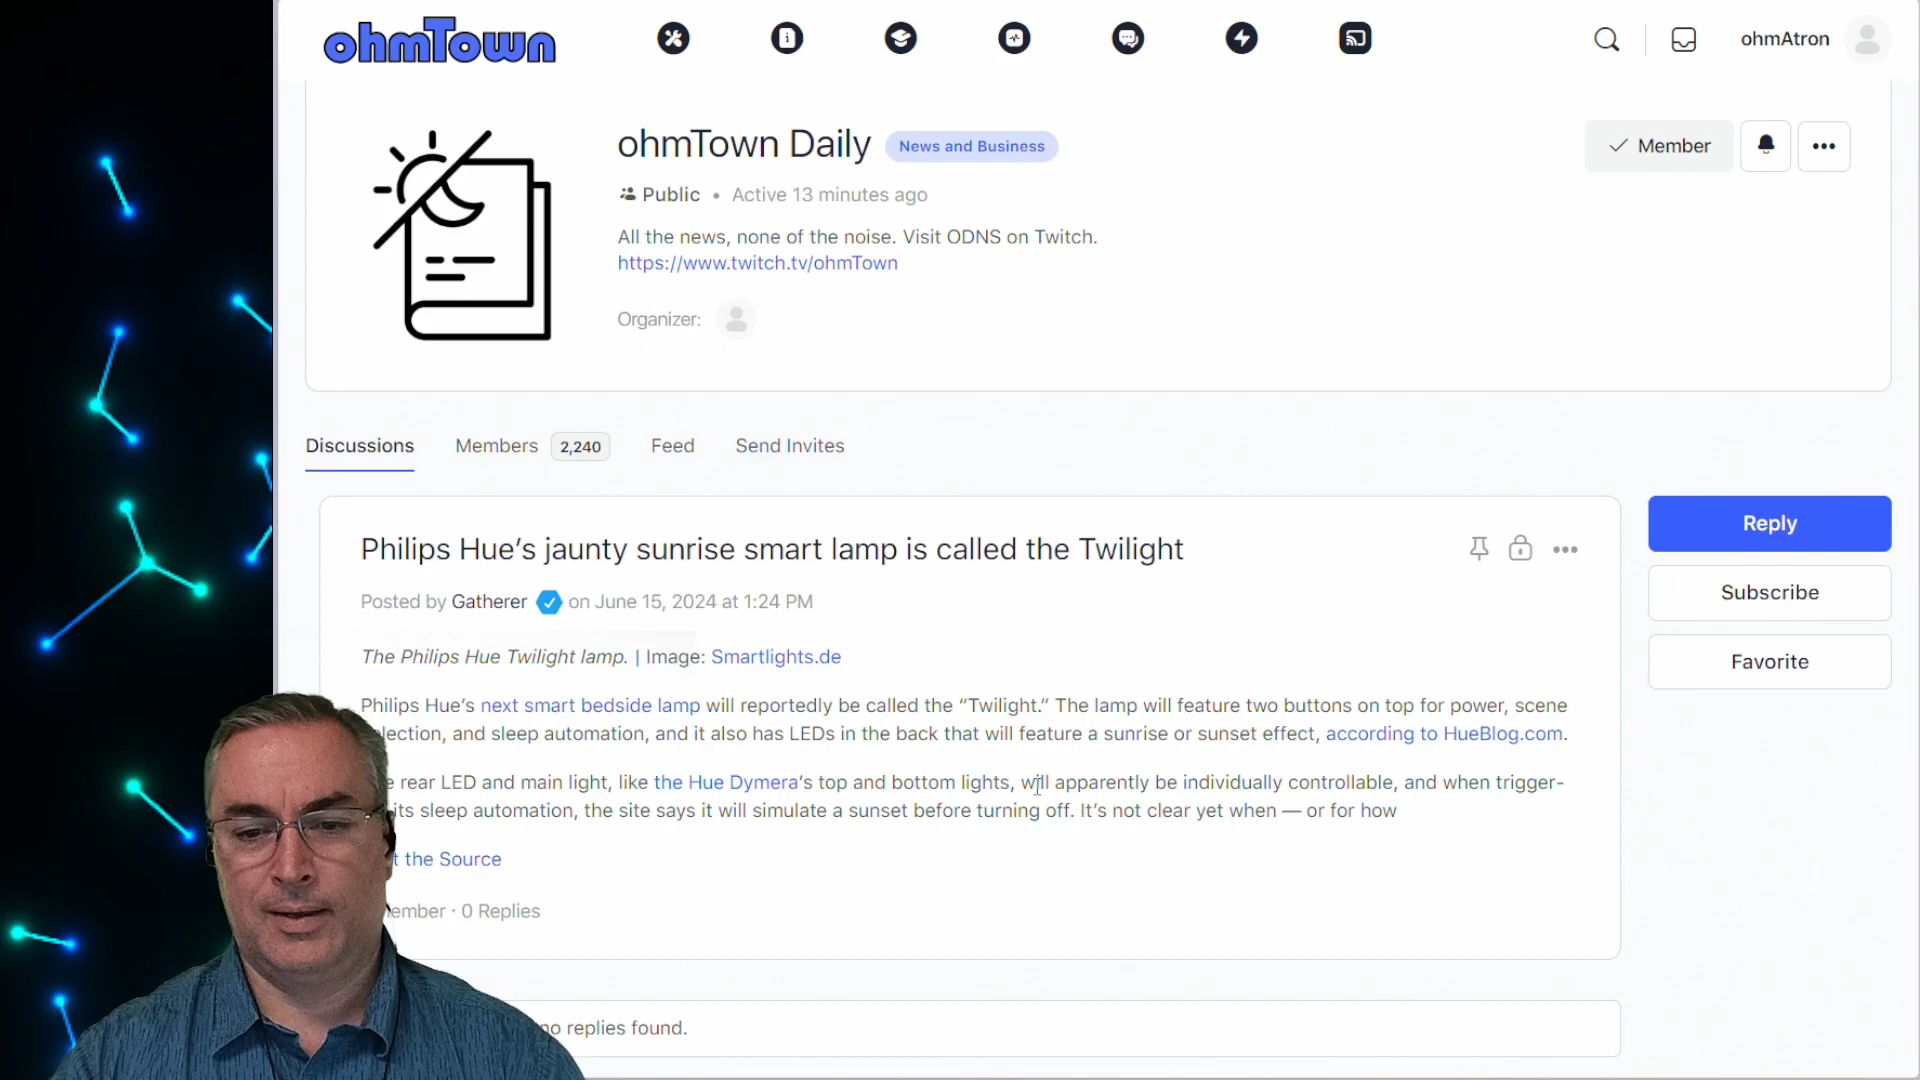 ohmTown
ohmAtron
ohmTown Daily
News and Business
Member
Public • Active 13 minutes ago
All the news, none of the noise. Visit ODNS on Twitch.
https://www.twitch.tv/ohmTown
Organizer:
Discussions
Members 2,240
Feed
Send Invites
Philips Hue’s jaunty sunrise smart lamp is called the Twilight
Reply
Posted by Gatherer on June 15, 2024 at 1:24 PM
Subscribe
The Philips Hue Twilight lamp. | Image: Smartlights.de
Favorite
Philips Hue’s next smart bedside lamp will reportedly be called the “Twilight.” The lamp will feature two buttons on top for power, scene
lection, and sleep automation, and it also has LEDs in the back that will feature a sunrise or sunset effect, according to HueBlog.com.
e rear LED and main light, like the Hue Dymera’s top and bottom lights, will apparently be individually controllable, and when trigger-
its sleep automation, the site says it will simulate a sunset before turning off. It’s not clear yet when — or for how
t the Source
ember · 0 Replies
no replies found.